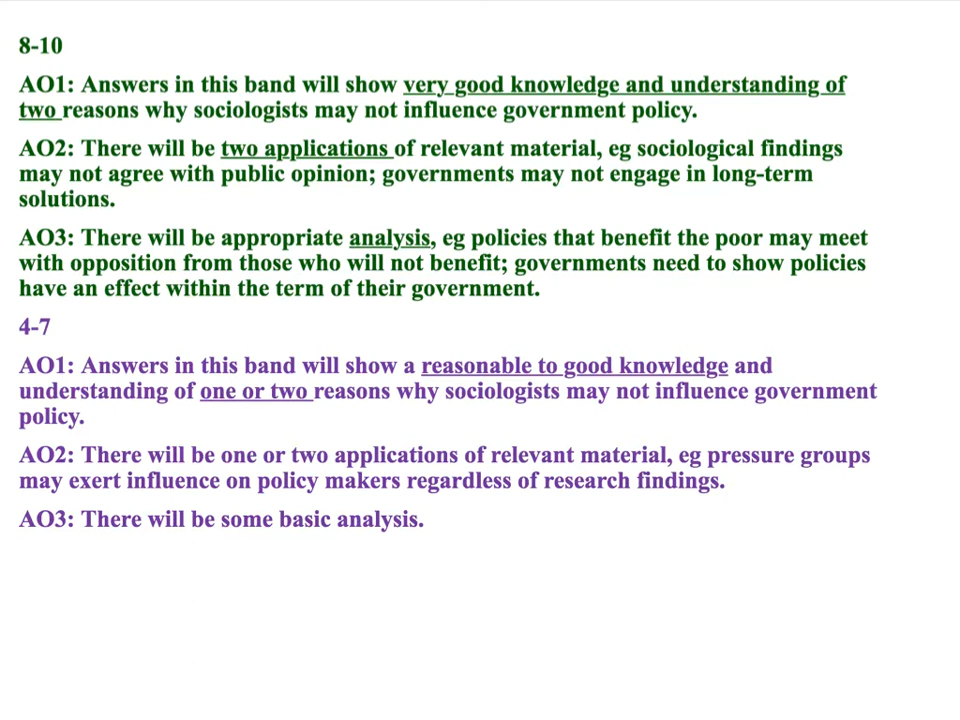 8-10
AO1: Answers in this band will show very good knowledge and understanding of
two reasons why sociologists may not influence government policy.
AO2: There will be two applications of relevant material, eg sociological findings
may not agree with public opinion; governments may not engage in long-term
solutions.
AO3: There will be appropriate analysis, eg policies that benefit the poor may meet
with opposition from those who will not benefit; governments need to show policies
have an effect within the term of their government.
4-7
AO1: Answers in this band will show a reasonable to good knowledge and
understanding of one or two reasons why sociologists may not influence government
policy.
AO2: There will be one or two applications of relevant material, eg pressure groups
may exert influence on policy makers regardless of research findings.
AO3: There will be some basic analysis.